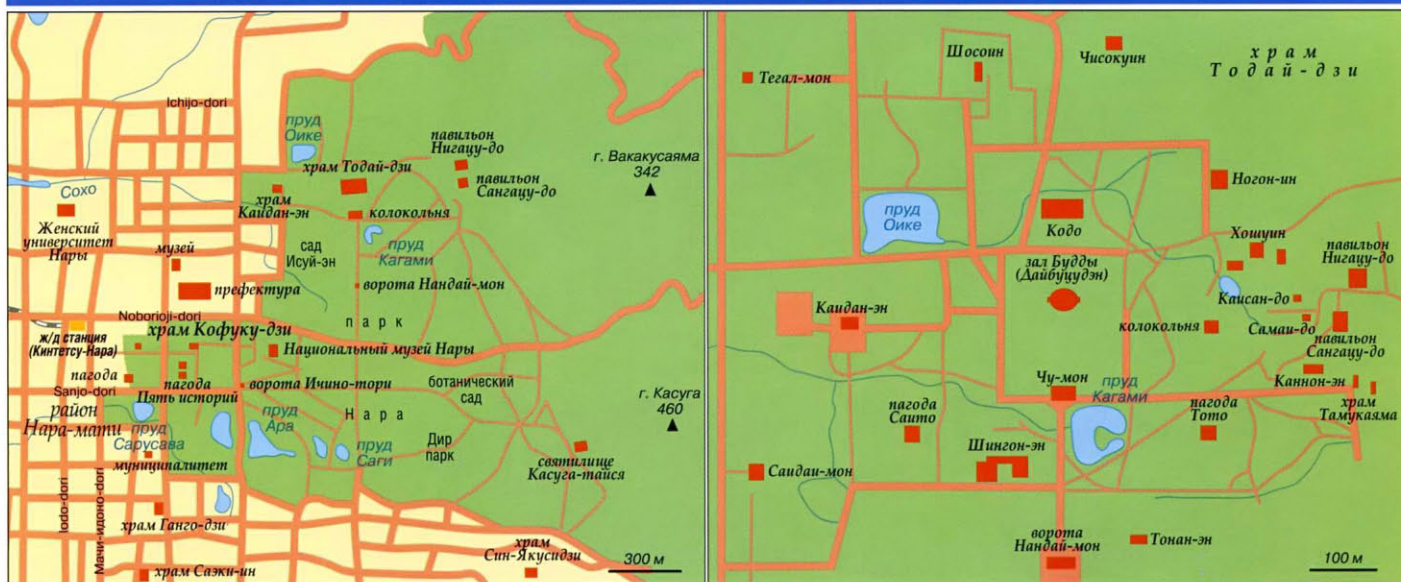 Ichijo-dori
пруд
Оике
павильон
Нигацу-до
храм Тодай-дзи
павильон
Сангацу-до
г. Вакакусаяма
342
Сохо
храм
Кайдан-эн
колокольня
Женский
университет
Нары
музей
сад
Исуй-эн
пруд
Кагами
префектура
ворота Нандай-мон
Noborioji-dori
парк
храм Кофуку-дзи
ж/д станция
(Кинтетсу-Нара)
Национальный музей Нары
пагода
пагода
Пять историй
ворота Ичино-тори
ботанический
сад
г. Касуга
460
Sanjo-dori
район
Нара-мати
пруд
Сарусава
пруд
Ара
Нара
Дир
парк
муниципалитет
пруд
Саги
святилище
Касуга-тайся
Iodo-dori
Мачи-идоно-dori
храм Ганго-дзи
храм
Син-Якусидзи
храм Саэки-ин
300 м
Шосоин
Чисокуин
храм
Тодай-дзи
Тегал-мон
Ногон-ин
пруд
Оике
Кодо
Хошуин
павильон
Нигацу-до
зал Будды
(Дайбуцудэн)
Каисан-до
Каидан-эн
колокольня
Самаи-до
павильон
Сангацу-до
Чу-мон
пруд
Кагами
Каннон-эн
пагода
Саито
пагода
Тото
храм
Тамукаяма
Шингон-эн
Саидаи-мон
ворота
Нандай-мон
Тонан-эн
100 м